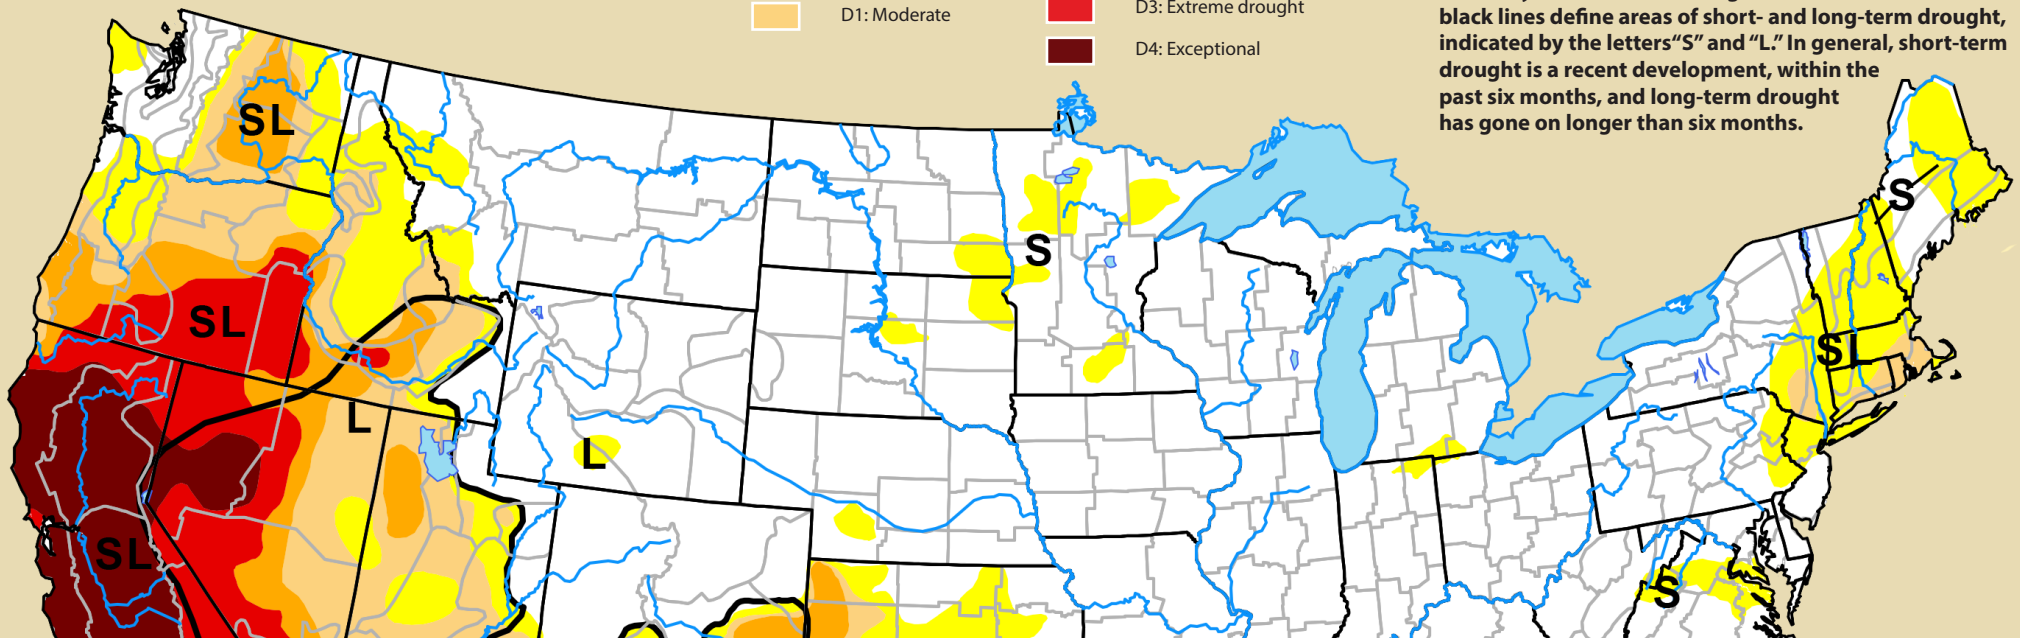 D1: Moderate
D3: Extreme drought
D4: Exceptional
black lines define areas of short- and long-term drought,
indicated by the letters“S” and “L.” In general, short-term
drought is a recent development, within the
past six months, and long-term drought
has gone on longer than six months.
SL
S
S
SL
SL
L
L
SL
S